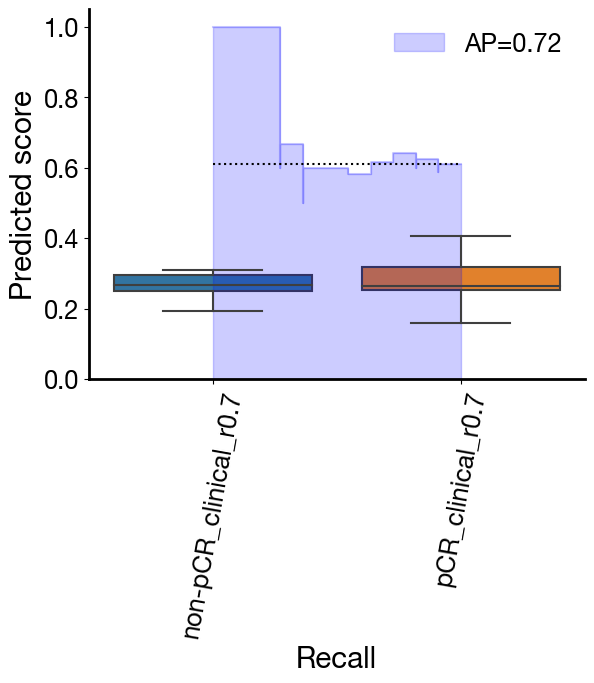 1.0
0.8
0.6
0.4
0.2
0.0
Predicted score
AP=0.72
non-pCR_clinical_r0.7
pCR_clinical_r0.7
Recall